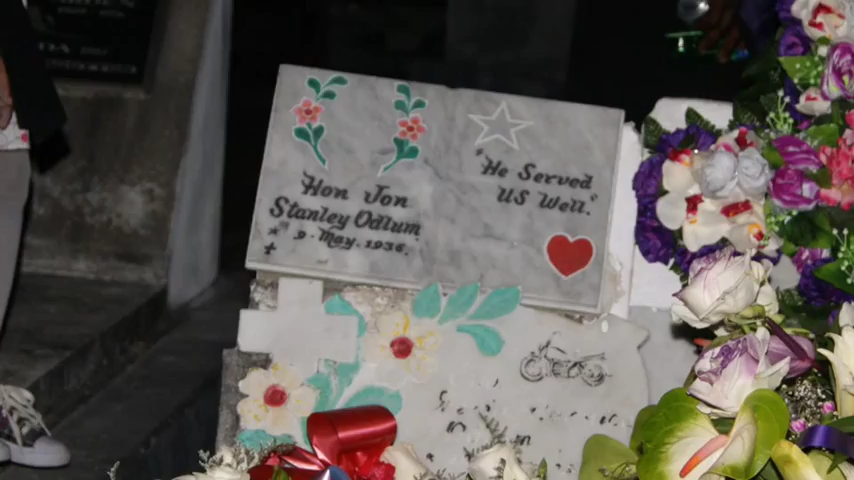 Hon Jon
Stanley Odlum
* 9. May. 1936.
"He Served
US Well."